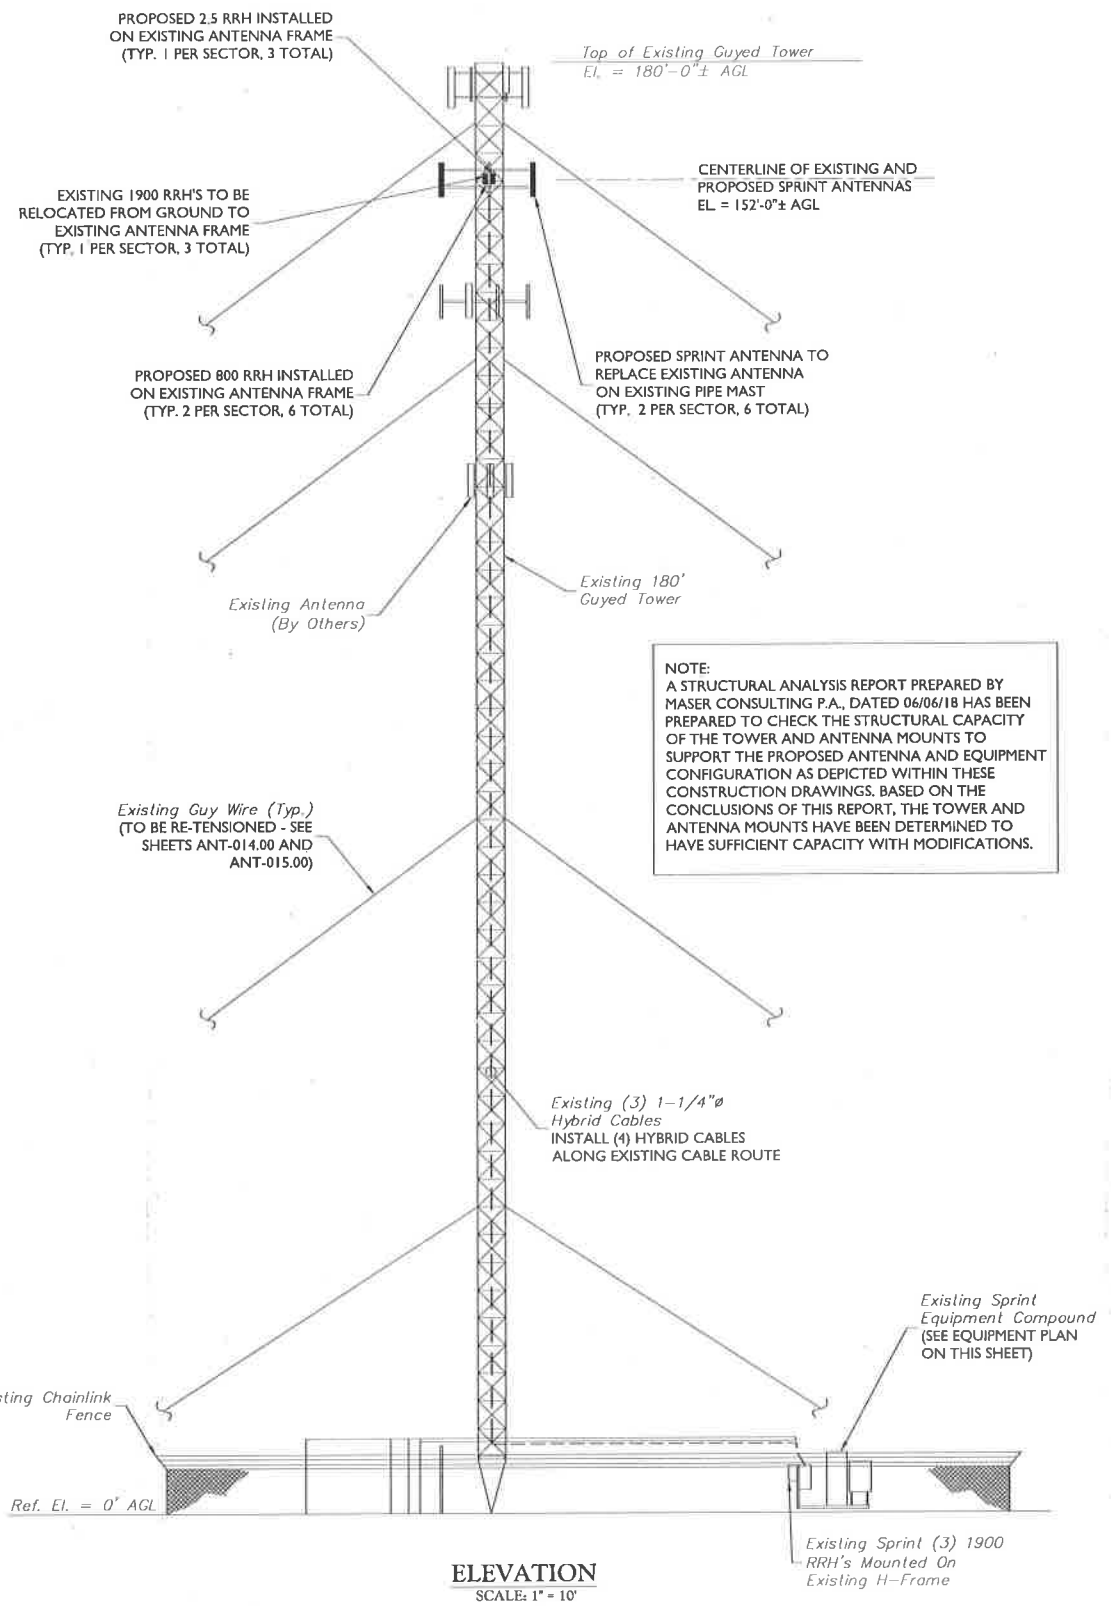 PROPOSED 2.5 RRH INSTALLED
ON EXISTING ANTENNA FRAME
(TYP. 1 PER SECTOR, 3 TOTAL)
Top of Existing Guyed Tower
El. = 180'-0"± AGL
CENTERLINE OF EXISTING AND
PROPOSED SPRINT ANTENNAS
EL = 152'-0"± AGL
EXISTING 1900 RRH'S TO BE
RELOCATED FROM GROUND TO
EXISTING ANTENNA FRAME
(TYP. 1 PER SECTOR, 3 TOTAL)
PROPOSED 800 RRH INSTALLED
ON EXISTING ANTENNA FRAME
(TYP. 2 PER SECTOR, 6 TOTAL)
PROPOSED SPRINT ANTENNA TO
REPLACE EXISTING ANTENNA
ON EXISTING PIPE MAST
(TYP. 2 PER SECTOR, 6 TOTAL)
Existing Antenna
(By Others)
Existing 180'
Guyed Tower
NOTE:
A STRUCTURAL ANALYSIS REPORT PREPARED BY
MASER CONSULTING P.A., DATED 06/06/18 HAS BEEN
PREPARED TO CHECK THE STRUCTURAL CAPACITY
OF THE TOWER AND ANTENNA MOUNTS TO
SUPPORT THE PROPOSED ANTENNA AND EQUIPMENT
CONFIGURATION AS DEPICTED WITHIN THESE
CONSTRUCTION DRAWINGS. BASED ON THE
CONCLUSIONS OF THIS REPORT, THE TOWER AND
ANTENNA MOUNTS HAVE BEEN DETERMINED TO
HAVE SUFFICIENT CAPACITY WITH MODIFICATIONS.
Existing Guy Wire (Typ.)
(TO BE RE-TENSIONED - SEE
SHEETS ANT-014.00 AND
ANT-015.00)
Existing (3) 1-1/4"ø
Hybrid Cables
INSTALL (4) HYBRID CABLES
ALONG EXISTING CABLE ROUTE
Existing Sprint
Equipment Compound
(SEE EQUIPMENT PLAN
ON THIS SHEET)
sting Chainlink
Fence
Ref. El. = 0' AGL
Existing Sprint (3) 1900
RRH's Mounted On
Existing H-Frame
ELEVATION
SCALE: 1" = 10'